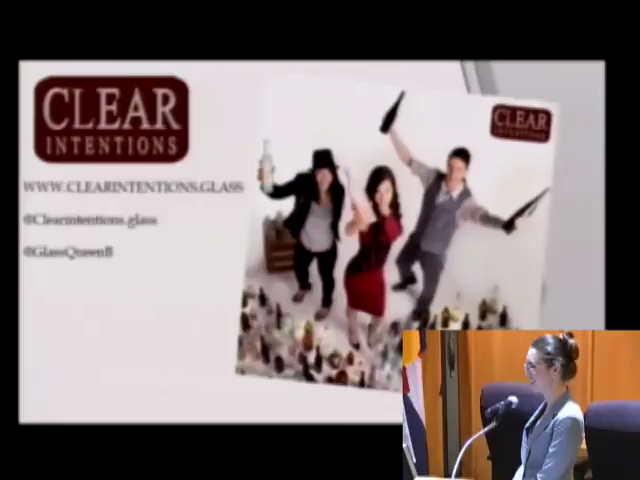 CLEAR
INTENTIONS
WWW.CLEARINTENTIONS.GLASS
@Clearintentions.glass
@GlassQueenB
CLEAR
INTENTIONS